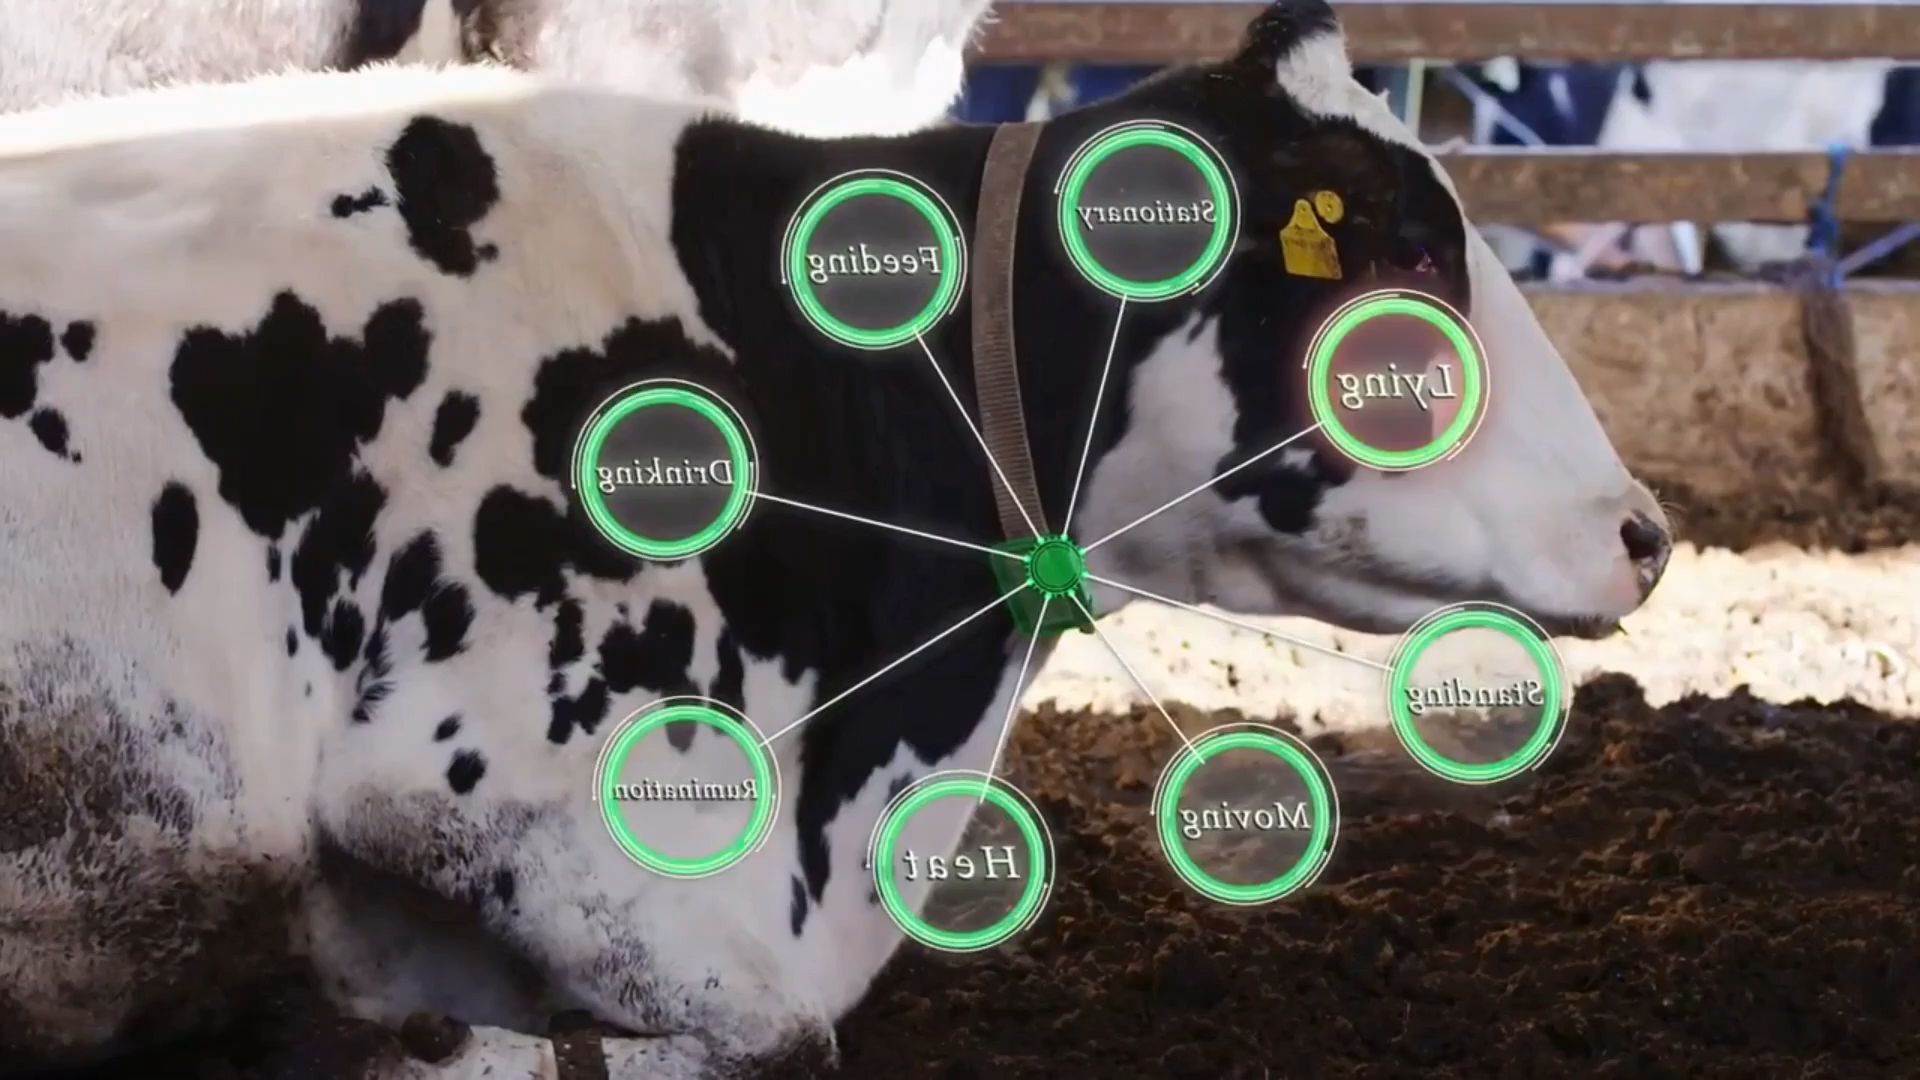 Stationary
Feeding
Lying
Drinking
Standing
Rumination
Moving
Heat